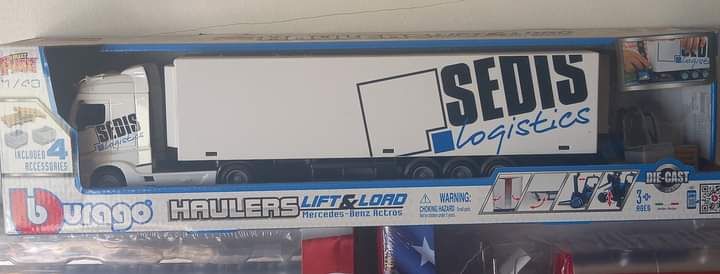 SEDIS
Logistics
SEDIS
Logistics
1/43
INCLUDED 4
ACCESSORIES
Burago
HAULERS
LIFT & LOAD
Mercedes-Benz Actros
WARNING:
CHOKING HAZARD
DIE-CAST
3+
AGES